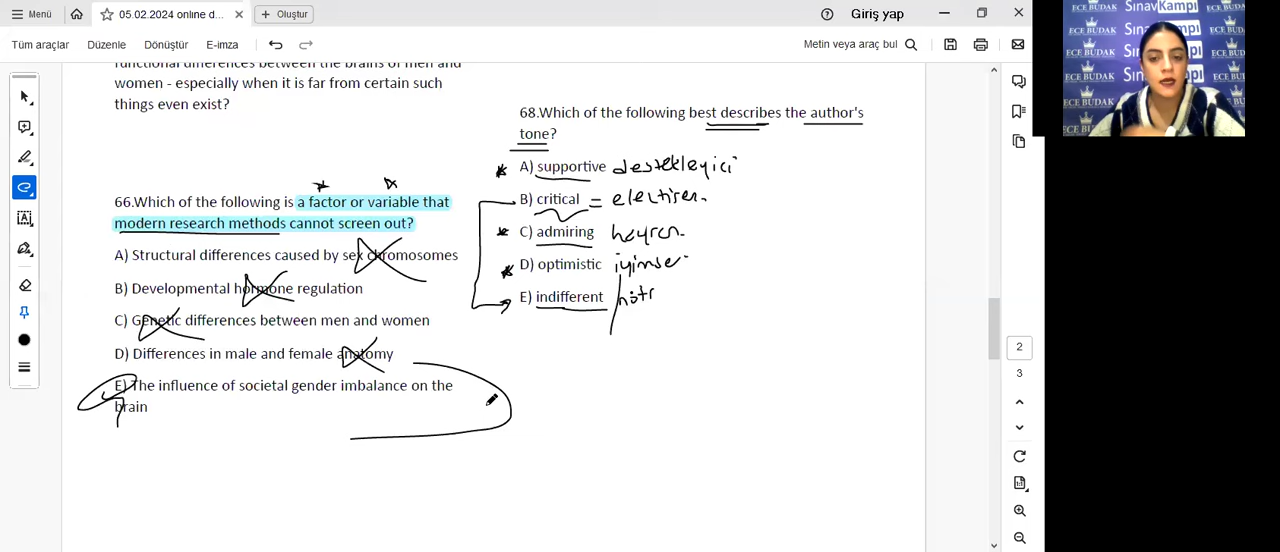 Menü
05.02.2024 online d...
Oluştur
Giriş yap
Tüm araçlar
Düzenle
Dönüştür
E-imza
Metin veya araç bul
functional differences between the brains of men and
women - especially when it is far from certain such
things even exist?
66.Which of the following is a factor or variable that
modern research methods cannot screen out?
A) Structural differences caused by sex chromosomes
B) Developmental hormone regulation
C) Genetic differences between men and women
D) Differences in male and female anatomy
E) The influence of societal gender imbalance on the
brain
68.Which of the following best describes the author's
tone?
A) supportive destekleyici
B) critical = eleştiren
C) admiring hayran
D) optimistic iyimser
E) indifferent nötr
2
3
ECE BUDAK
SınavKampı
ECE BUDAK